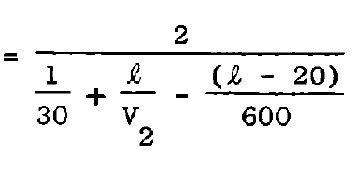 = 2
1/30 + ℓ/V₂ - (ℓ - 20)/600